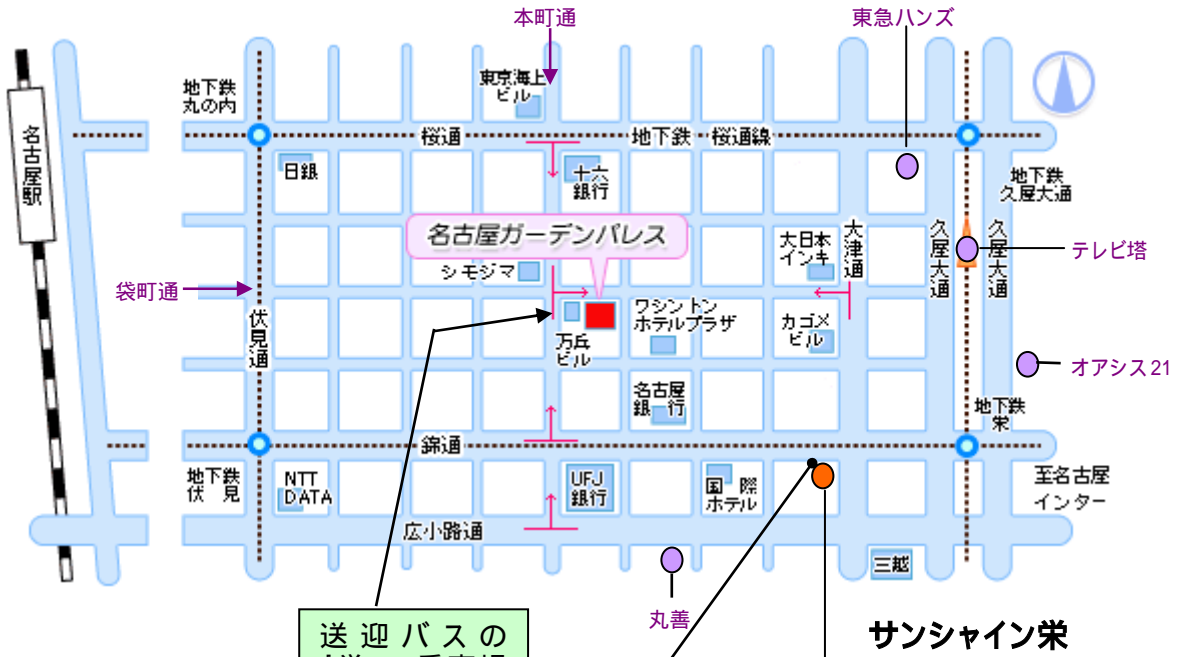 本町通
東急ハンズ
東京海上
ビル
地下鉄
丸の内
名古屋駅
桜通
地下鉄 桜通線
日銀
十六
銀行
地下鉄
久屋大通
名古屋ガーデンパレス
大日本
インキ
大津通
久屋大通
久屋大通
テレビ塔
シモジマ
袋町通
伏見通
ワシントン
ホテルプラザ
カゴメ
ビル
万兵
ビル
オアシス21
名古屋
銀 行
地下鉄
栄
錦通
地下鉄
伏 見
NTT
DATA
UFJ
銀行
国 際
ホテル
至名古屋
インター
広小路通
三越
丸善
サンシャイン栄
送迎バスの